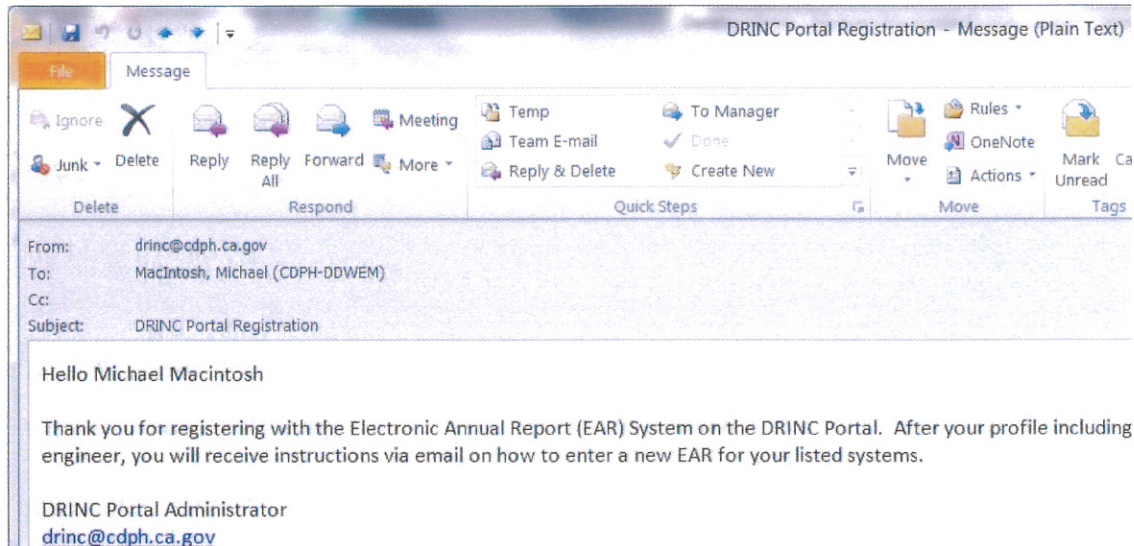 DRINC Portal Registration - Message (Plain Text)
File
Message
Ignore
Junk
Delete
Reply
Reply All
Forward
Meeting
More
Temp
Team E-mail
Reply & Delete
To Manager
Done
Create New
Move
Rules
OneNote
Actions
Mark Unread
Ca
Delete
Respond
Quick Steps
Move
Tags
From: drinc@cdph.ca.gov
To: MacIntosh, Michael (CDPH-DDWEM)
Cc:
Subject: DRINC Portal Registration
Hello Michael Macintosh
Thank you for registering with the Electronic Annual Report (EAR) System on the DRINC Portal. After your profile including
engineer, you will receive instructions via email on how to enter a new EAR for your listed systems.
DRINC Portal Administrator
drinc@cdph.ca.gov